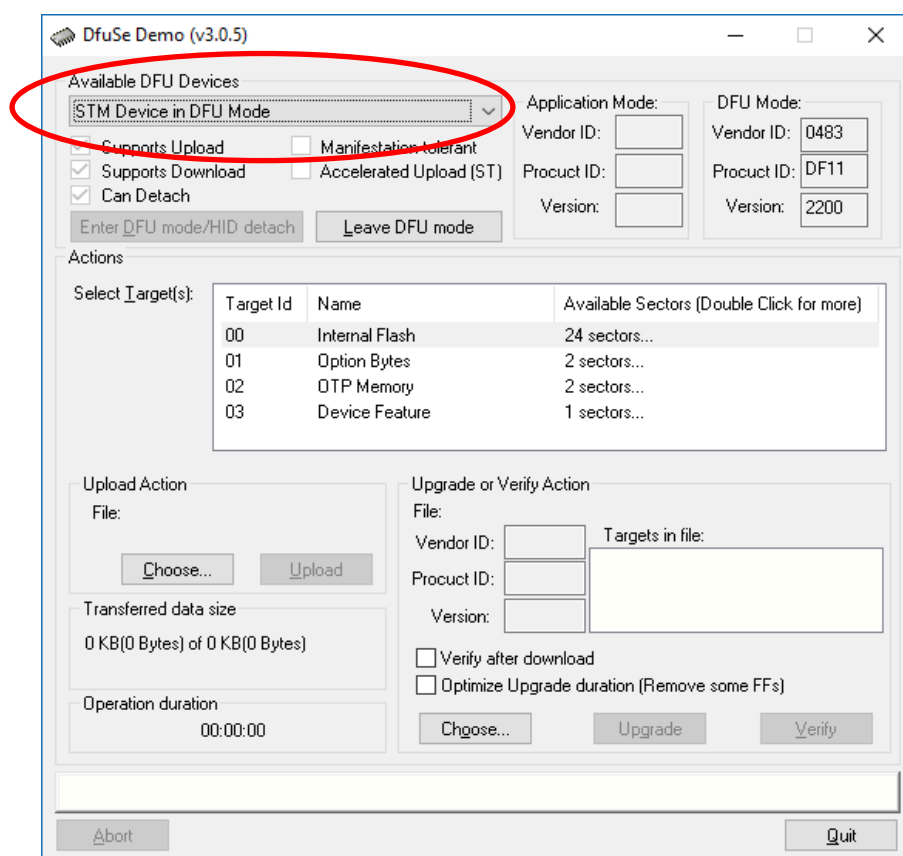 DfuSe Demo (v3.0.5)
Available DFU Devices
STM Device in DFU Mode
Supports Upload
Manifestation tolerant
Supports Download
Accelerated Upload (ST)
Can Detach
Enter DFU mode/HID detach
Leave DFU mode
Application Mode:
Vendor ID:
Procuct ID:
Version:
DFU Mode:
Vendor ID: 0483
Procuct ID: DF11
Version: 2200
Actions
Select Target(s):
Target Id Name Available Sectors (Double Click for more)
00 Internal Flash 24 sectors...
01 Option Bytes 2 sectors...
02 OTP Memory 2 sectors...
03 Device Feature 1 sectors...
Upload Action
File:
Choose...
Upload
Transferred data size
0 KB(0 Bytes) of 0 KB(0 Bytes)
Operation duration
00:00:00
Upgrade or Verify Action
File:
Vendor ID:
Procuct ID:
Version:
Targets in file:
Verify after download
Optimize Upgrade duration (Remove some FFs)
Choose...
Upgrade
Verify
Abort
Quit